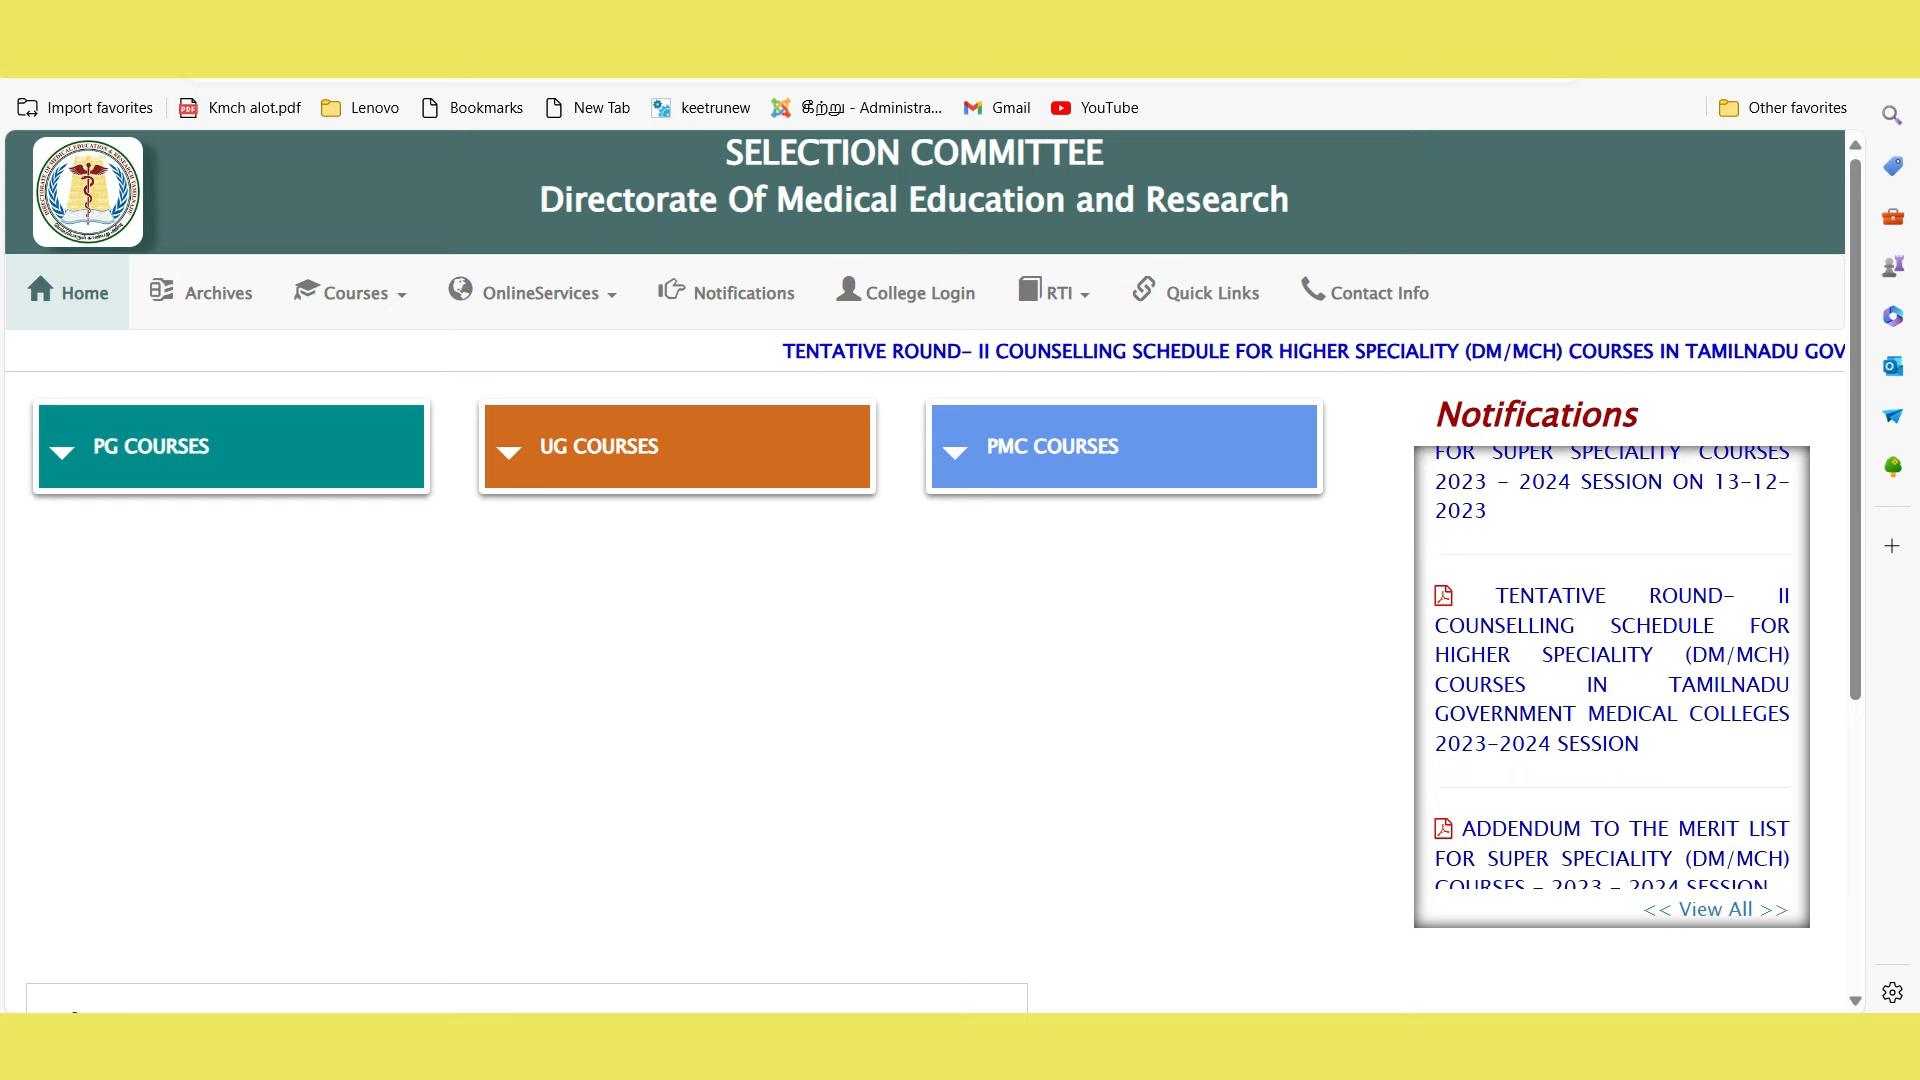 Import favorites
Kmch alot.pdf
Lenovo
Bookmarks
New Tab
keetrunew
கீற்று - Administra...
Gmail
YouTube
Other favorites
SELECTION COMMITTEE
Directorate Of Medical Education and Research
Home
Archives
Courses
OnlineServices
Notifications
College Login
RTI
Quick Links
Contact Info
TENTATIVE ROUND- II COUNSELLING SCHEDULE FOR HIGHER SPECIALITY (DM/MCH) COURSES IN TAMILNADU GOV
PG COURSES
UG COURSES
PMC COURSES
Notifications
FOR SUPER SPECIALITY COURSES
2023 - 2024 SESSION ON 13-12-
2023
TENTATIVE ROUND- II
COUNSELLING SCHEDULE FOR
HIGHER SPECIALITY (DM/MCH)
COURSES IN TAMILNADU
GOVERNMENT MEDICAL COLLEGES
2023-2024 SESSION
ADDENDUM TO THE MERIT LIST
FOR SUPER SPECIALITY (DM/MCH)
COURSES - 2023 - 2024 SESSION
<< View All >>